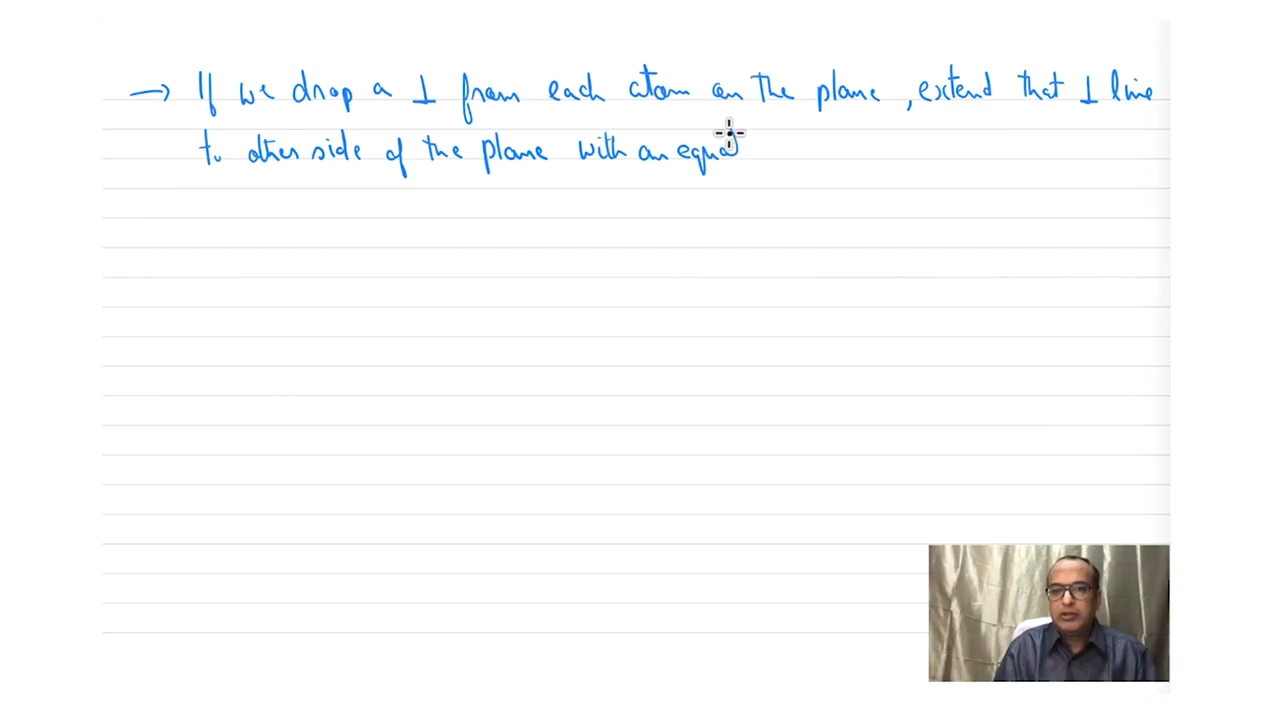 → If we drop a ⊥ from each atom on the plane, extend that ⊥ line
to other side of the plane with an equal